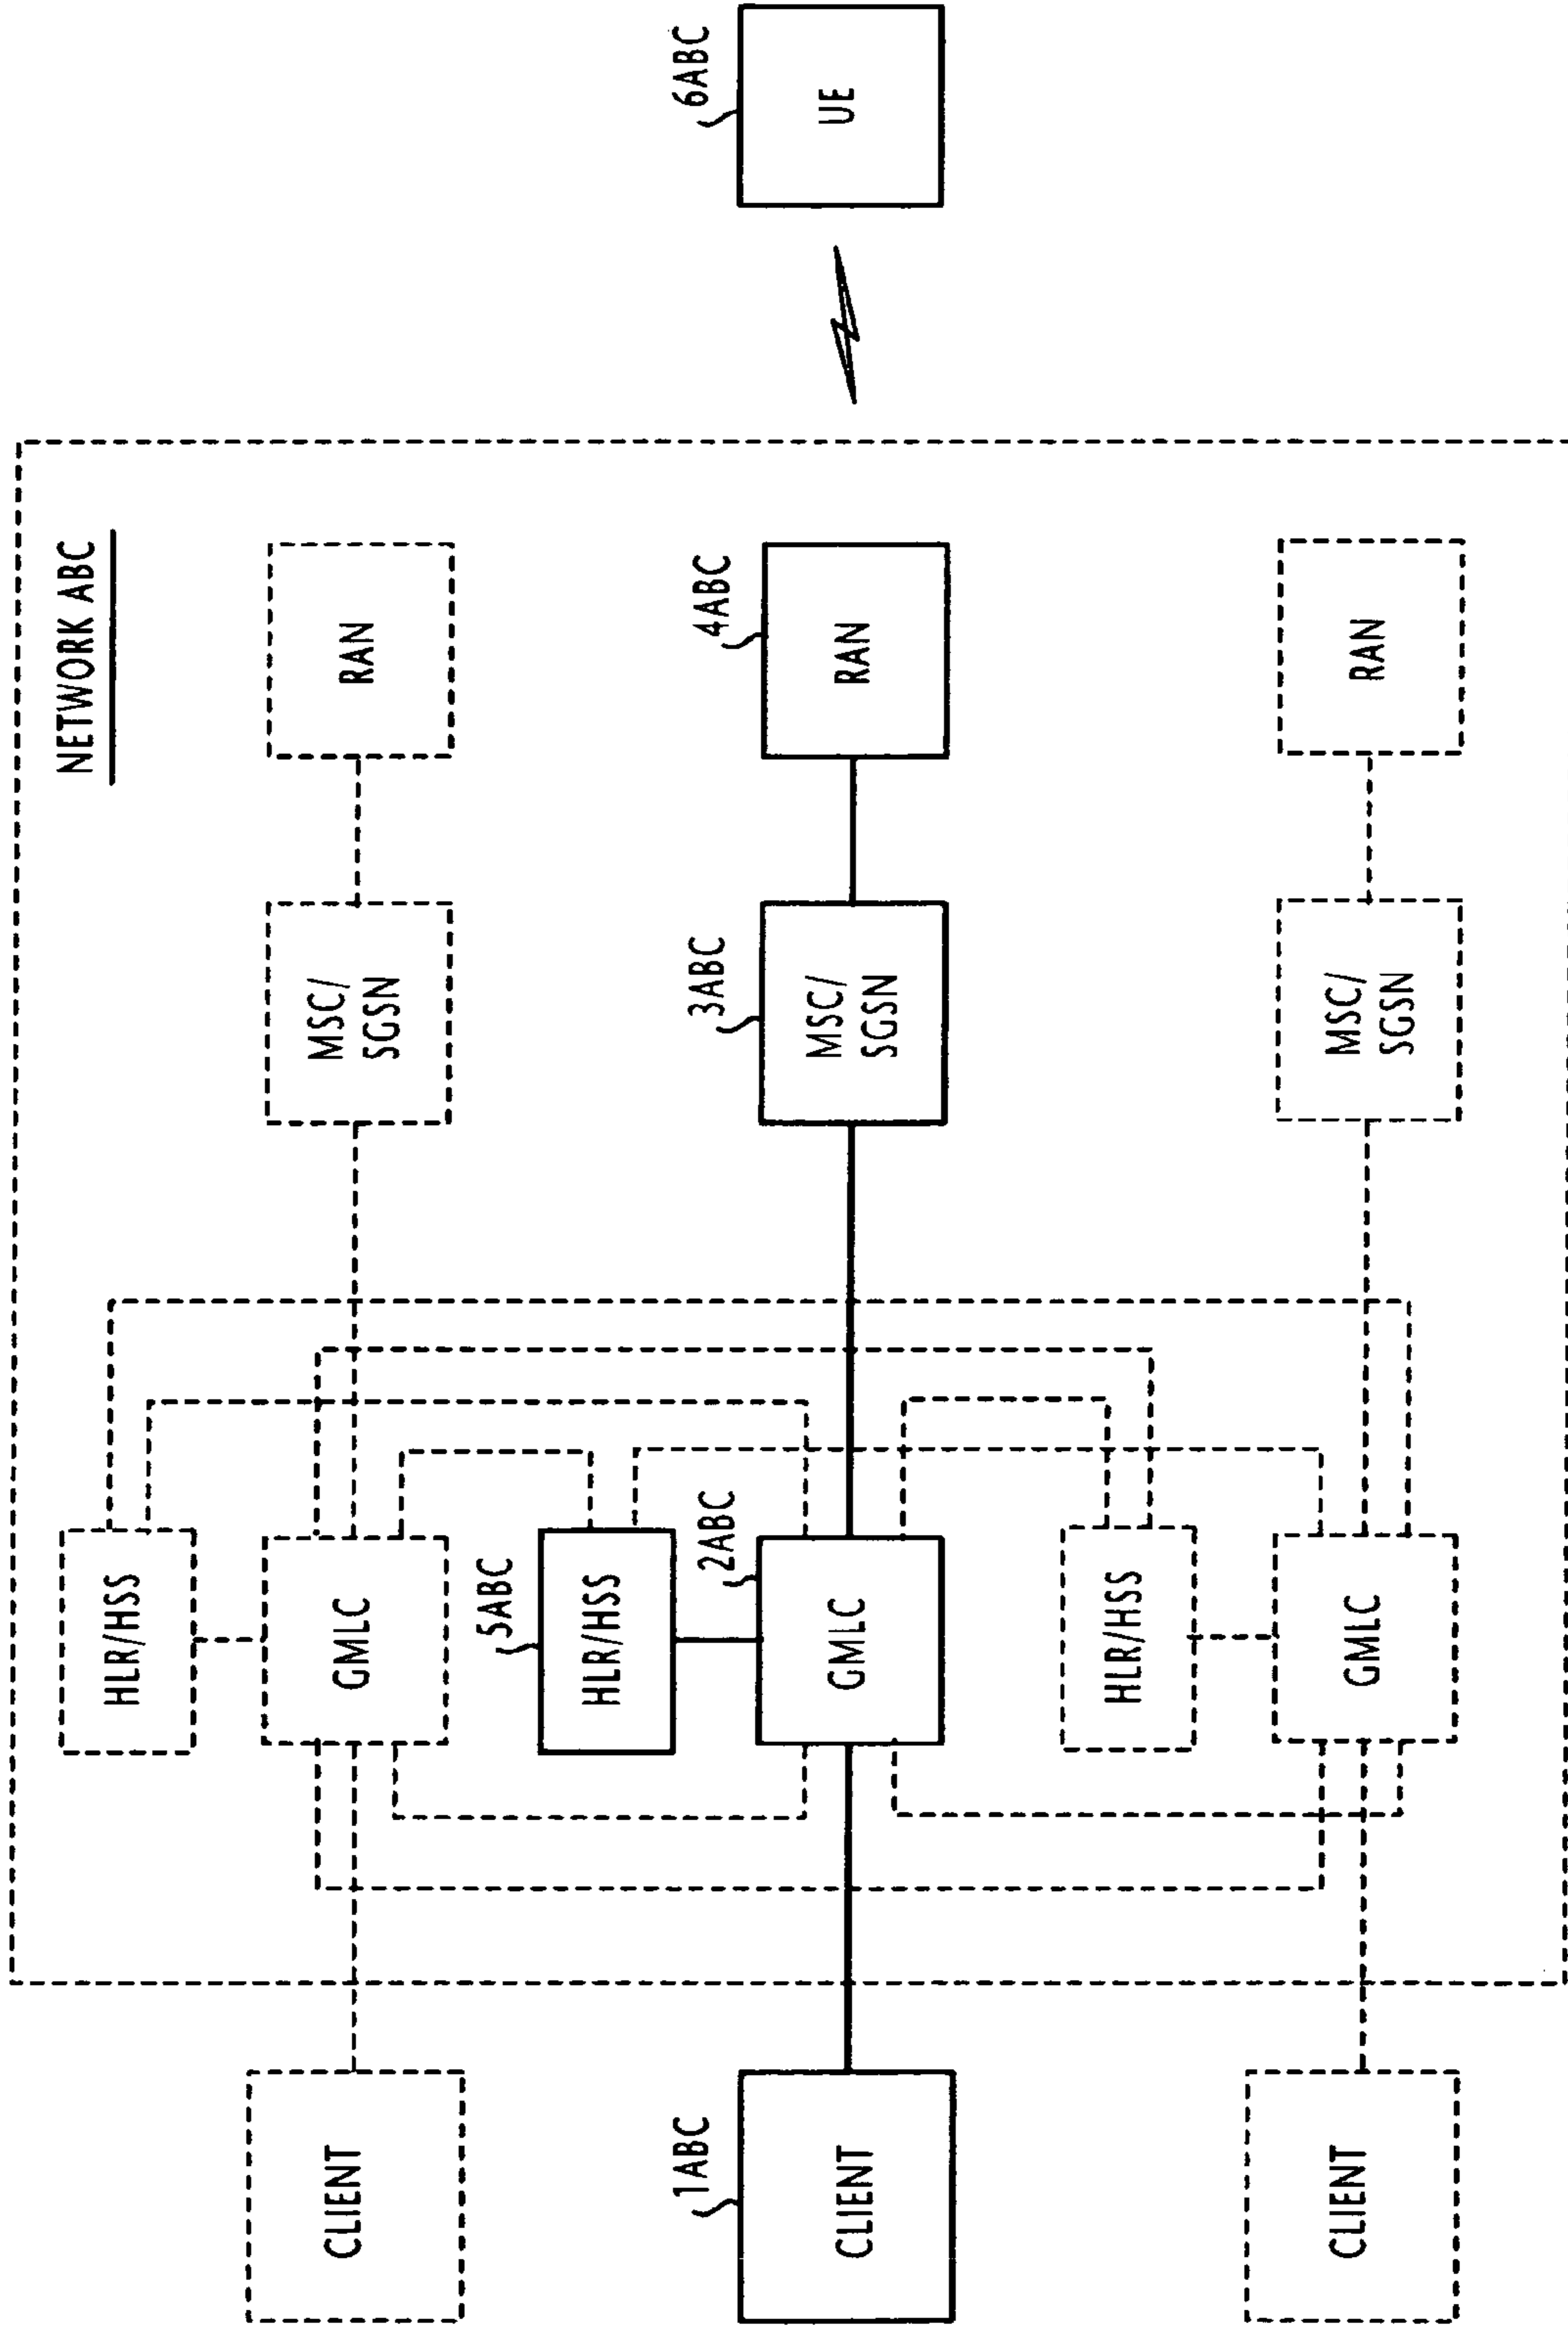 NETWORK ABC
HLR/HSS
CLIENT
GMLC
MSC/
SGSN
RAN
5ABC
HLR/HSS
1ABC
CLIENT
2ABC
GMLC
3ABC
MSC/
SGSN
4ABC
RAN
6ABC
UE
HLR/HSS
CLIENT
GMLC
MSC/
SGSN
RAN